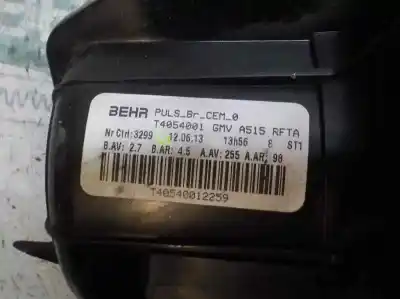 BEHR PULS_Br_CEM_0
T4054001 GMV A515 RFTA
Nr Ctrl:3299 12.06.13 13h56 8 ST1
B.AV: 2.7 B.AR: 4.5 A.AV: 255 A.AR: 98
T40540012259